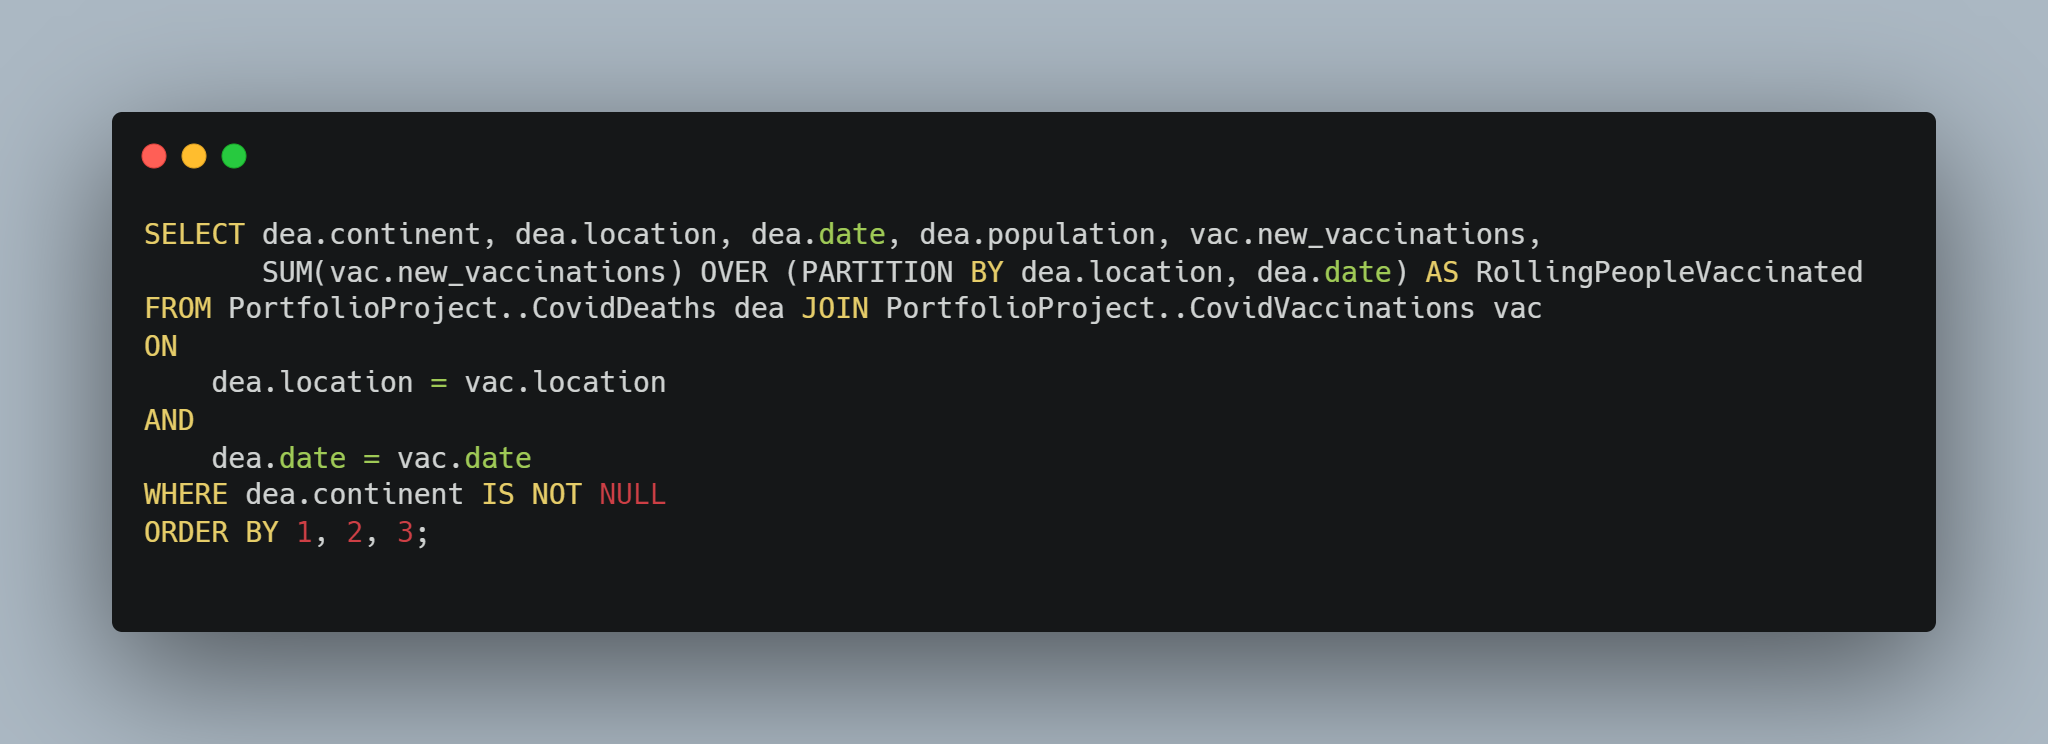 SELECT dea.continent, dea.location, dea.date, dea.population, vac.new_vaccinations,
       SUM(vac.new_vaccinations) OVER (PARTITION BY dea.location, dea.date) AS RollingPeopleVaccinated
FROM PortfolioProject..CovidDeaths dea JOIN PortfolioProject..CovidVaccinations vac
ON
    dea.location = vac.location
AND
    dea.date = vac.date
WHERE dea.continent IS NOT NULL
ORDER BY 1, 2, 3;